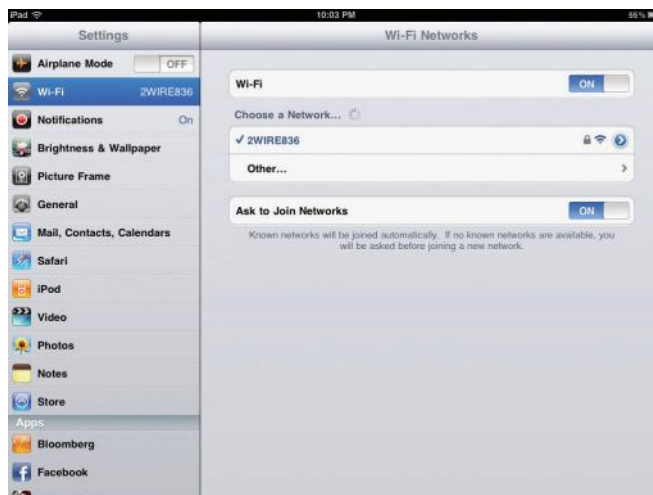 iPad 10:03 PM 55%
Settings
Wi-Fi Networks
Airplane Mode OFF
Wi-Fi 2WIRE836
Notifications On
Brightness & Wallpaper
Picture Frame
General
Mail, Contacts, Calendars
Safari
iPod
Video
Photos
Notes
Store
Apps
Bloomberg
Facebook
Wi-Fi ON
Choose a Network...
✓ 2WIRE836
Other...
Ask to Join Networks ON
Known networks will be joined automatically. If no known networks are available, you
will be asked before joining a new network.